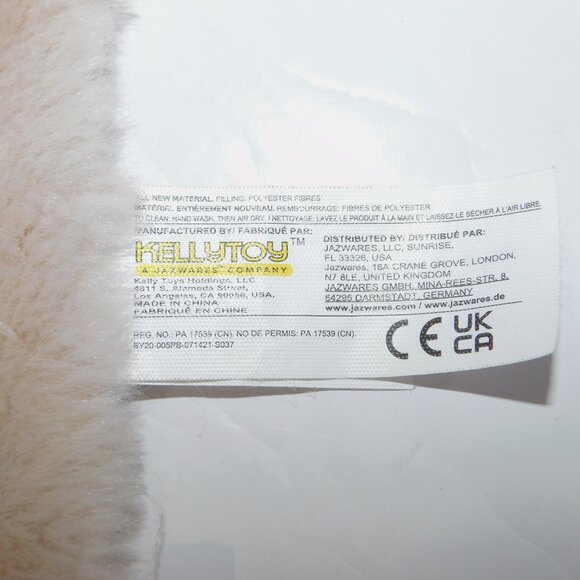 NEW MATERIAL. FILLING: POLYESTER FIBRES
MATÉRIEL ENTIÈREMENT NOUVEAU. REMBOURRAGE: FIBRES DE POLYESTER
TO CLEAN: HAND WASH, THEN AIR DRY / NETTOYAGE: LAVEZ LE PRODUIT À LA MAIN ET LAISSEZ-LE SÉCHER À L'AIR LIBRE
MANUFACTURED BY/ FABRIQUÉ PAR:
KELLYTOY™
A JAZWARES COMPANY
Kelly Toys Holdings, LLC
4811 S. Alameda Street,
Los Angeles, CA 90058, USA.
MADE IN CHINA
FABRIQUÉ EN CHINE
DISTRIBUTED BY/ DISTRIBUÉ PAR:
JAZWARES, LLC, SUNRISE,
FL 33326, USA
Jazwares, 16A CRANE GROVE, LONDON.
N7 8LE, UNITED KINGDOM
JAZWARES GMBH, MINA-REES-STR, 8,
64295 DARMSTADT, GERMANY
www.jazwares.com / www.jazwares.com
REG. NO.: PA 17539 (CN). NO DE PERMIS: PA 17539 (CN).
SY20-005PB-071421-S037
CE UK
CA